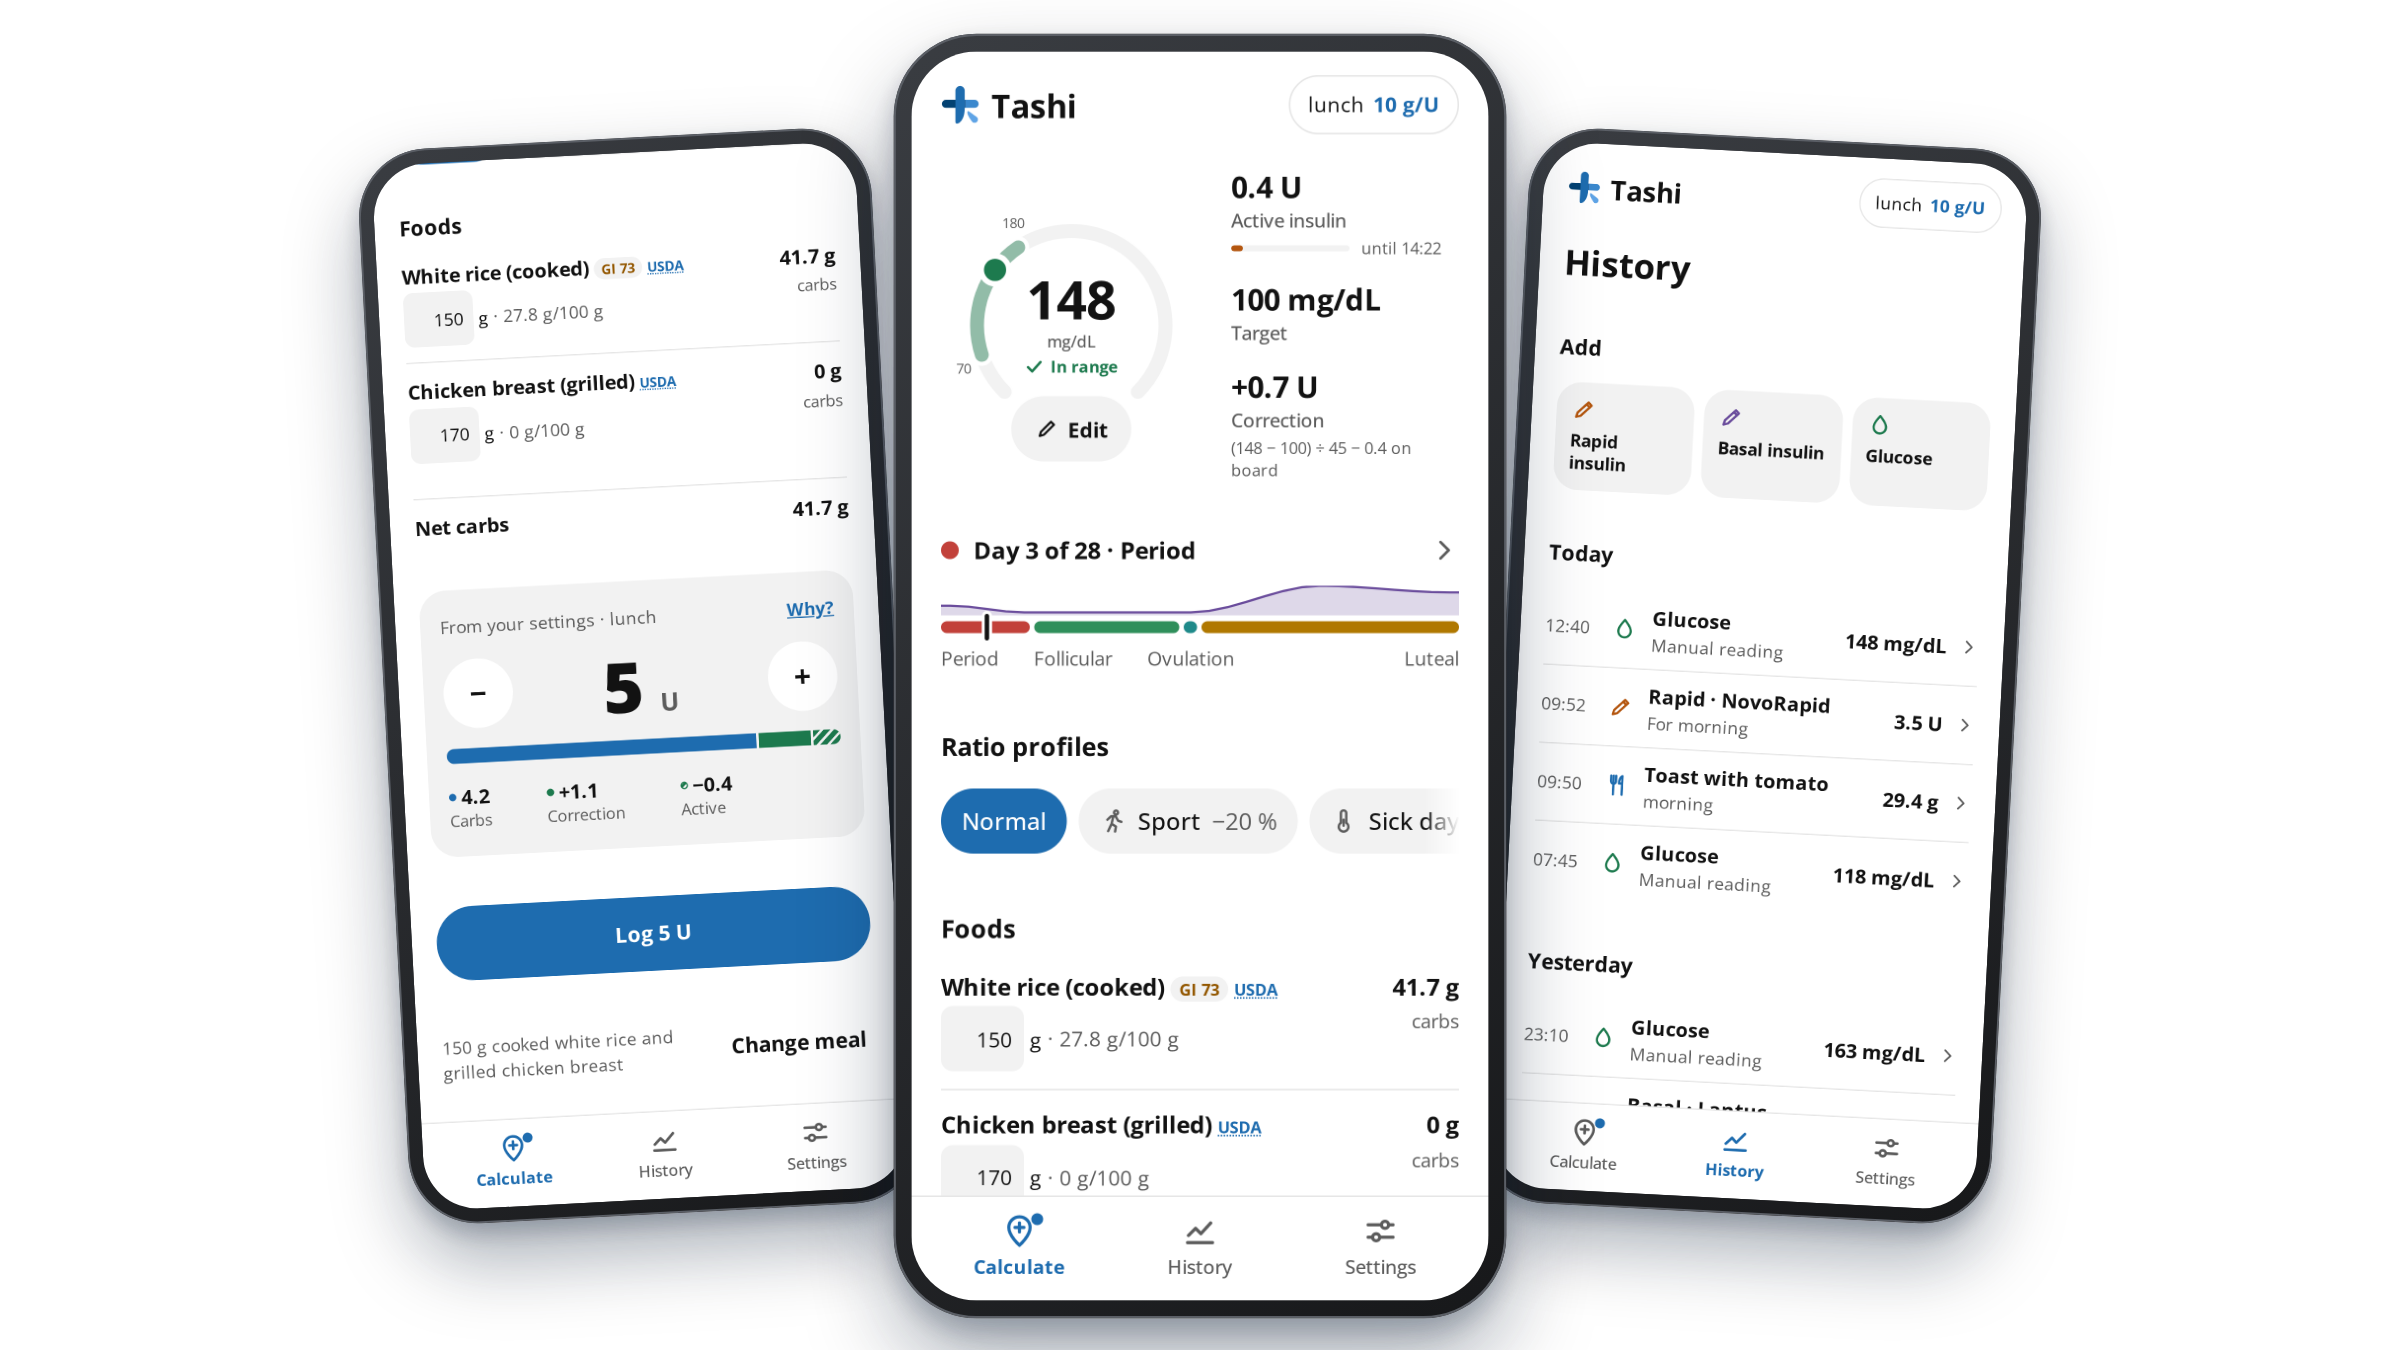 Foods
White rice (cooked) GI 73 USDA 41.7 g
carbs
150 g · 27.8 g/100 g
Chicken breast (grilled) USDA 0 g
carbs
170 g · 0 g/100 g
Net carbs 41.7 g
From your settings · lunch Why?
− 5 U +
4.2 +1.1 −0.4
Carbs Correction Active
Log 5 U
150 g cooked white rice and
grilled chicken breast
Change meal
Calculate History Settings
Tashi lunch 10 g/U
180
70
148
mg/dL
In range
Edit
0.4 U
Active insulin
until 14:22
100 mg/dL
Target
+0.7 U
Correction
(148 − 100) ÷ 45 − 0.4 on
board
Day 3 of 28 · Period
Period Follicular Ovulation Luteal
Ratio profiles
Normal Sport −20 % Sick day
Foods
White rice (cooked) GI 73 USDA 41.7 g
carbs
150 g · 27.8 g/100 g
Chicken breast (grilled) USDA 0 g
carbs
170 g · 0 g/100 g
Calculate History Settings
Tashi lunch 10 g/U
History
Add
Rapid
insulin
Basal insulin
Glucose
Today
12:40 Glucose 148 mg/dL
Manual reading
09:52 Rapid · NovoRapid 3.5 U
For morning
09:50 Toast with tomato 29.4 g
morning
07:45 Glucose 118 mg/dL
Manual reading
Yesterday
23:10 Glucose 163 mg/dL
Manual reading
Basal · Lantus
Calculate History Settings